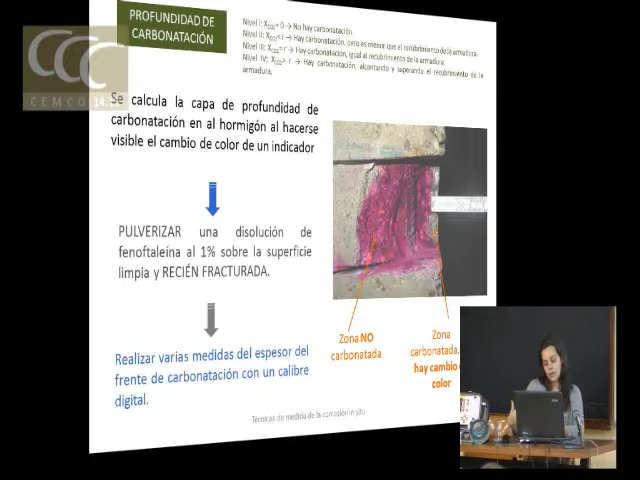 PROFUNDIDAD DE
CARBONATACIÓN
Nivel I: XCO2= 0 → No hay carbonatación.
Nivel II: XCO2< r → Hay carbonatación, pero es menor que el recubrimiento de la armadura.
Nivel III: XCO2= r → Hay carbonatación, igual al recubrimiento de la armadura.
Nivel IV: XCO2> r → Hay carbonatación, alcanzando y superando el recubrimiento de la
armadura.
CCC
CEMCO
Se calcula la capa de profundidad de
carbonatación en al hormigón al hacerse
visible el cambio de color de un indicador
PULVERIZAR una disolución de
fenoftaleína al 1% sobre la superficie
limpia y RECIÉN FRACTURADA.
Realizar varias medidas del espesor del
frente de carbonatación con un calibre
digital.
Zona NO
carbonatada
Zona
carbonatada.
hay cambio
color
Técnicas de medida de la corrosión in situ